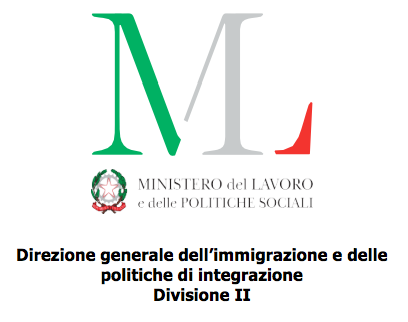 ML
MINISTERO del LAVORO
e delle POLITICHE SOCIALI
Direzione generale dell’immigrazione e delle
politiche di integrazione
Divisione II